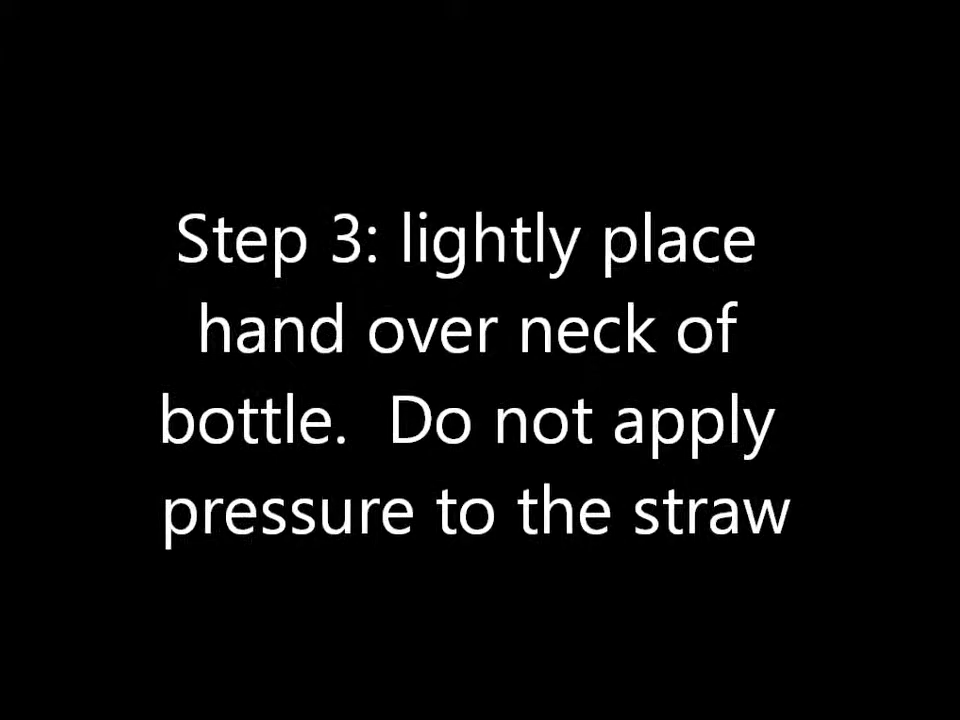 Step 3: lightly place
hand over neck of
bottle.  Do not apply
pressure to the straw